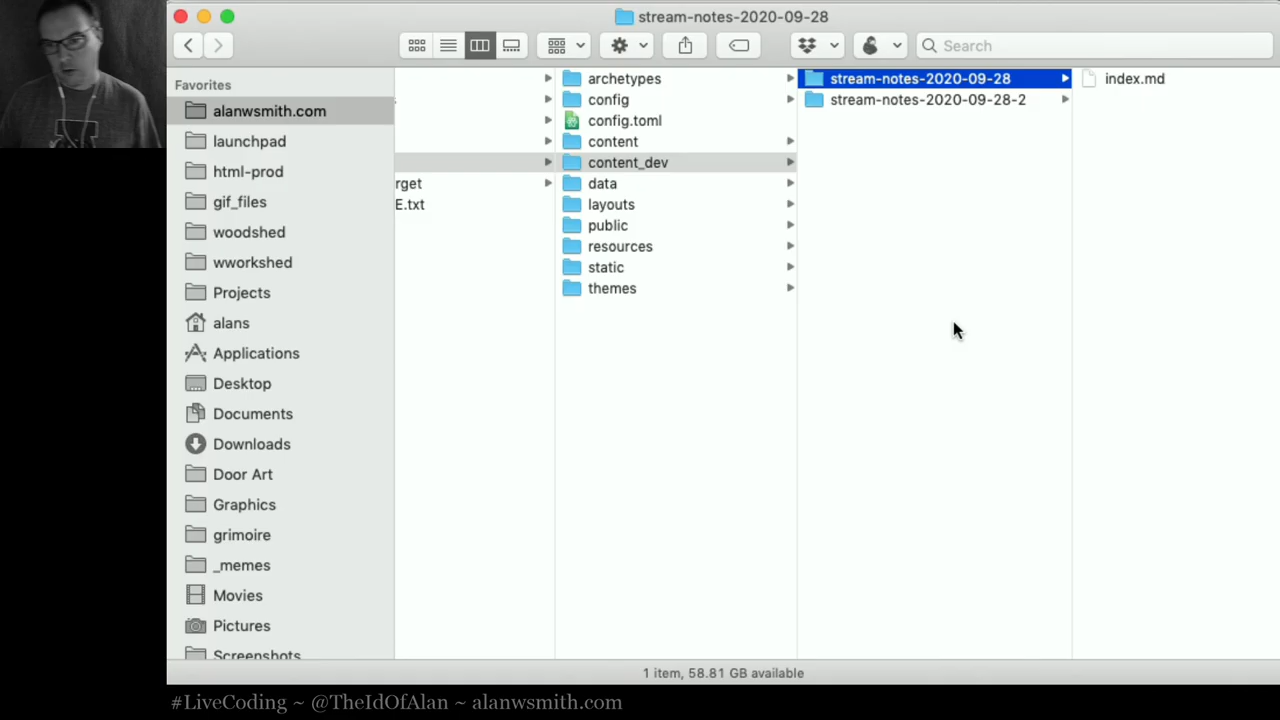 stream-notes-2020-09-28
Search
Favorites
alanwsmith.com
launchpad
html-prod
gif_files
woodshed
wworkshed
Projects
alans
Applications
Desktop
Documents
Downloads
Door Art
Graphics
grimoire
_memes
Movies
Pictures
Screenshots
rget
E.txt
archetypes
config
config.toml
content
content_dev
data
layouts
public
resources
static
themes
stream-notes-2020-09-28
stream-notes-2020-09-28-2
index.md
1 item, 58.81 GB available
#LiveCoding ~ @TheIdOfAlan ~ alanwsmith.com